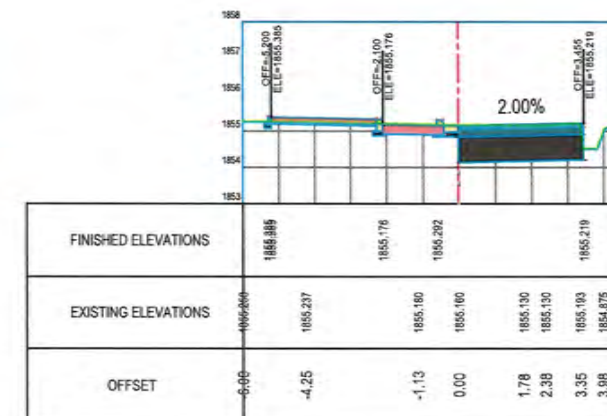 1858
1857
1856
1855
1854
1853
OFF=-5.200
ELE=1855.385
OFF=-2.100
ELE=1855.176
OFF=3.455
ELE=1855.219
2.00%
FINISHED ELEVATIONS 1855.176 1855.292 1855.219
EXISTING ELEVATIONS 1855.237 1855.160 1855.130 1855.130 1855.193 1854.875
OFFSET -6.00 -4.25 -1.13 0.00 1.78 2.38 3.35 3.98